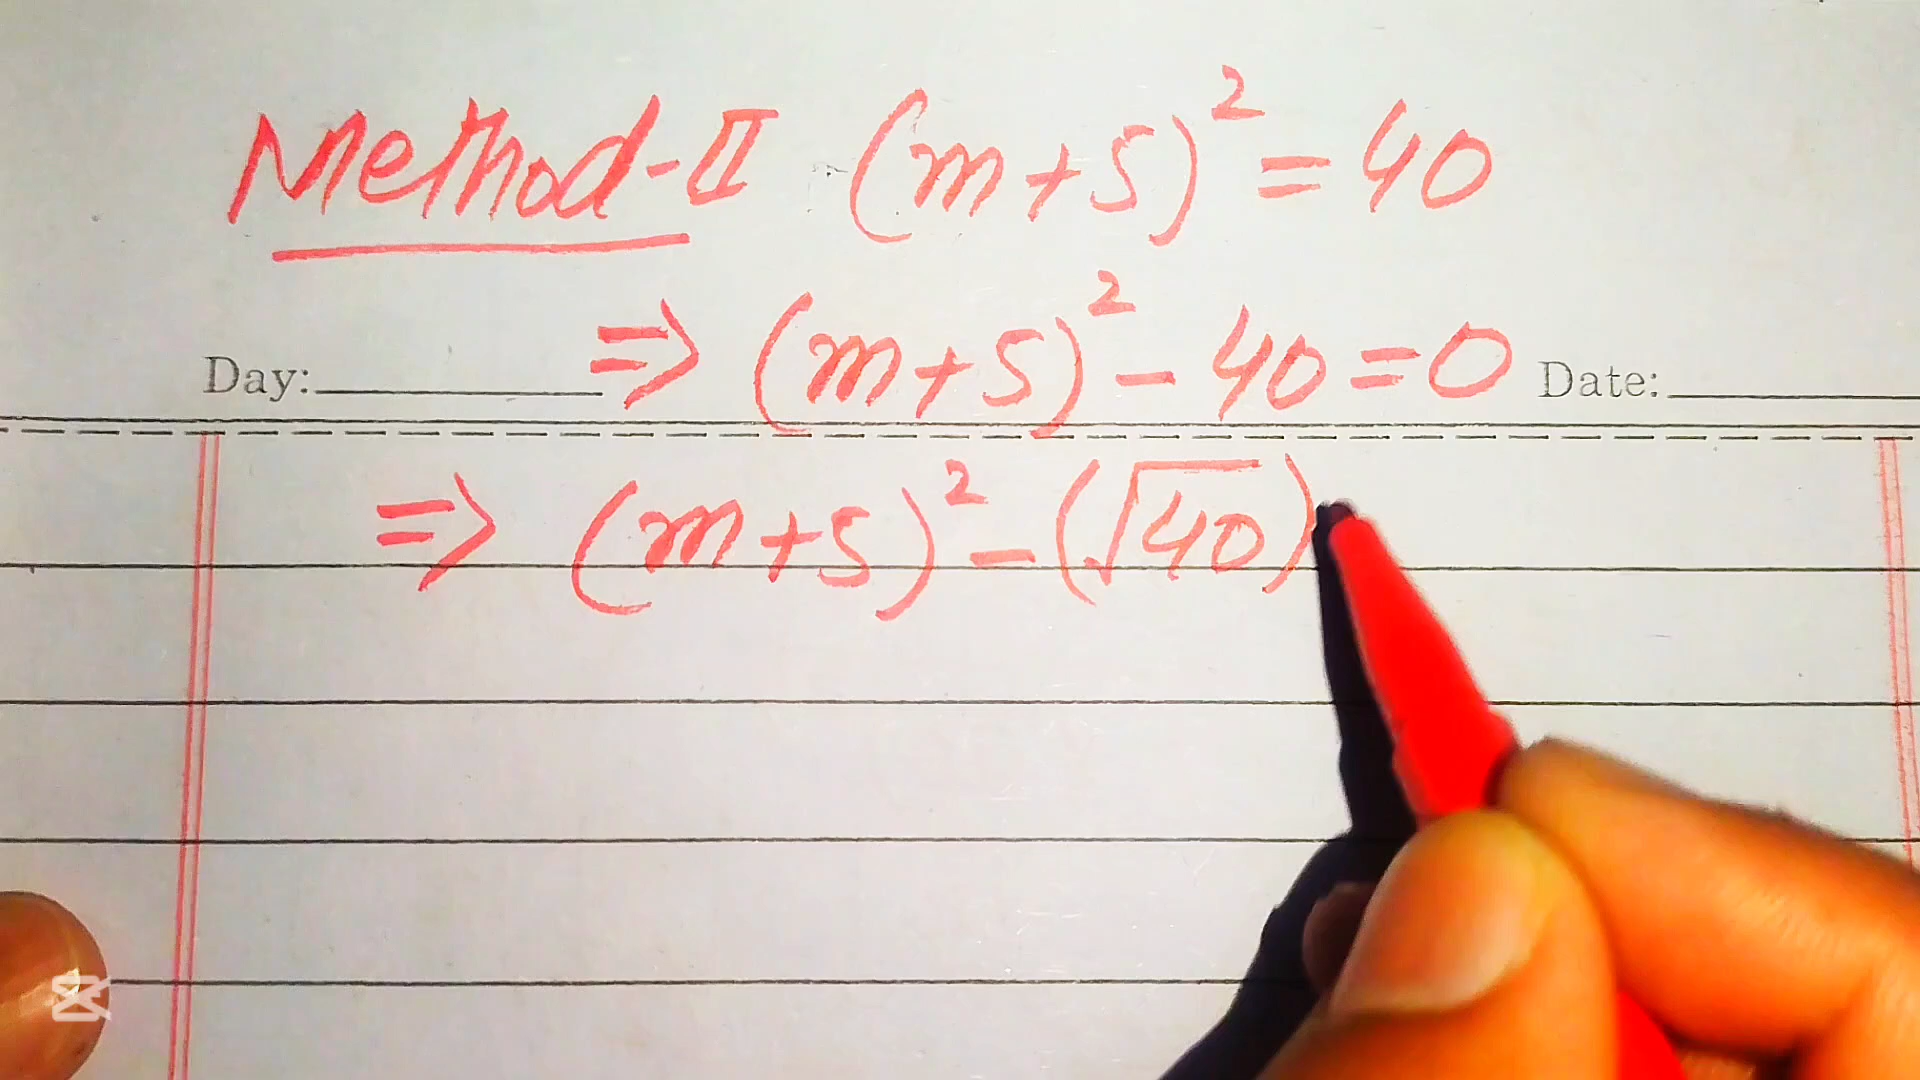 Method-II (m+5)² = 40
⇒ (m+5)² - 40 = 0
Day: Date:
⇒ (m+5)² - (√40)